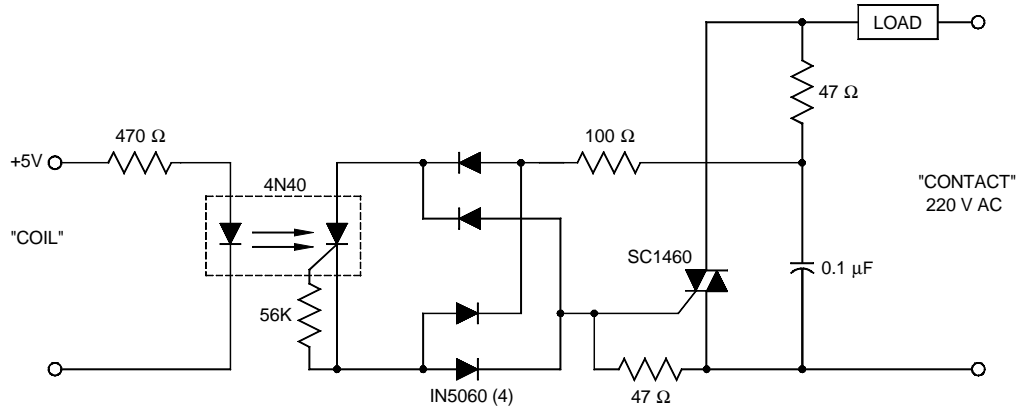 LOAD
47 Ω
470 Ω
100 Ω
+5V
4N40
"CONTACT"
220 V AC
"COIL"
SC1460
0.1 μF
56K
IN5060 (4)
47 Ω